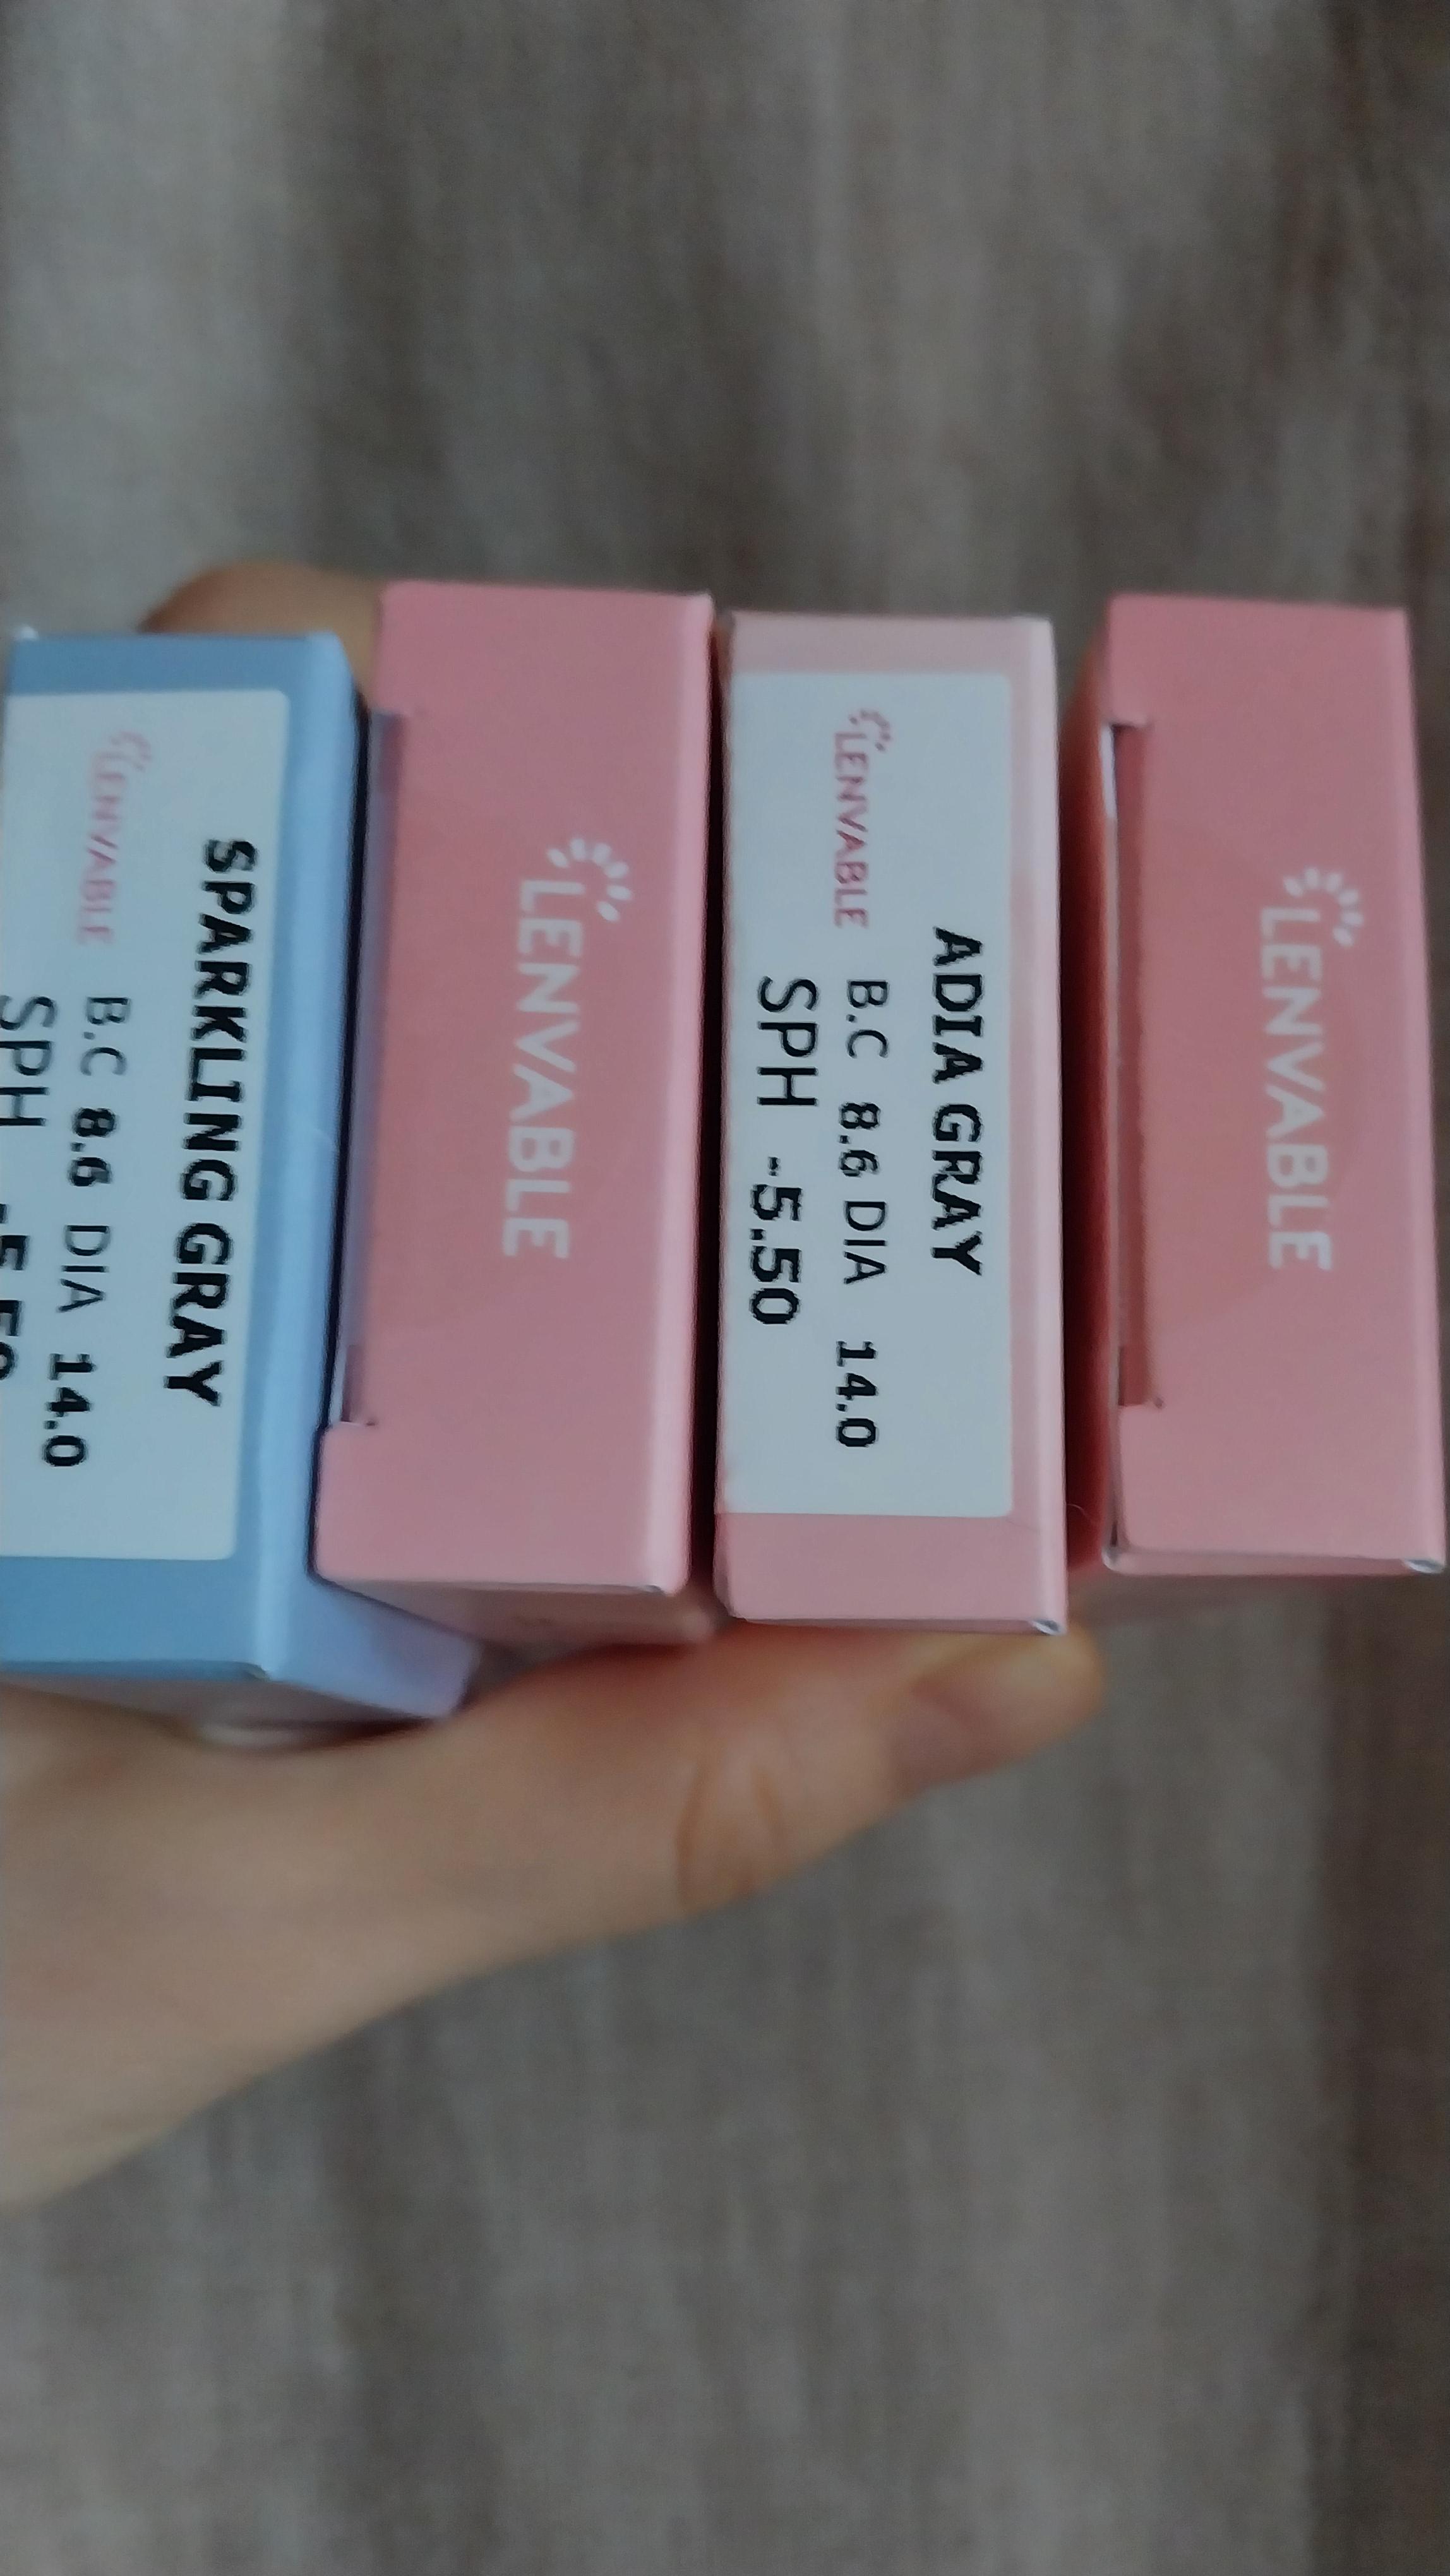 LENVABLE
ADIA GRAY
LENVABLE
B.C 8.6 DIA 14.0
SPH -5.50
LENVABLE
SPARKLING GRAY
LENVABLE
B.C 8.6 DIA 14.0
SPH